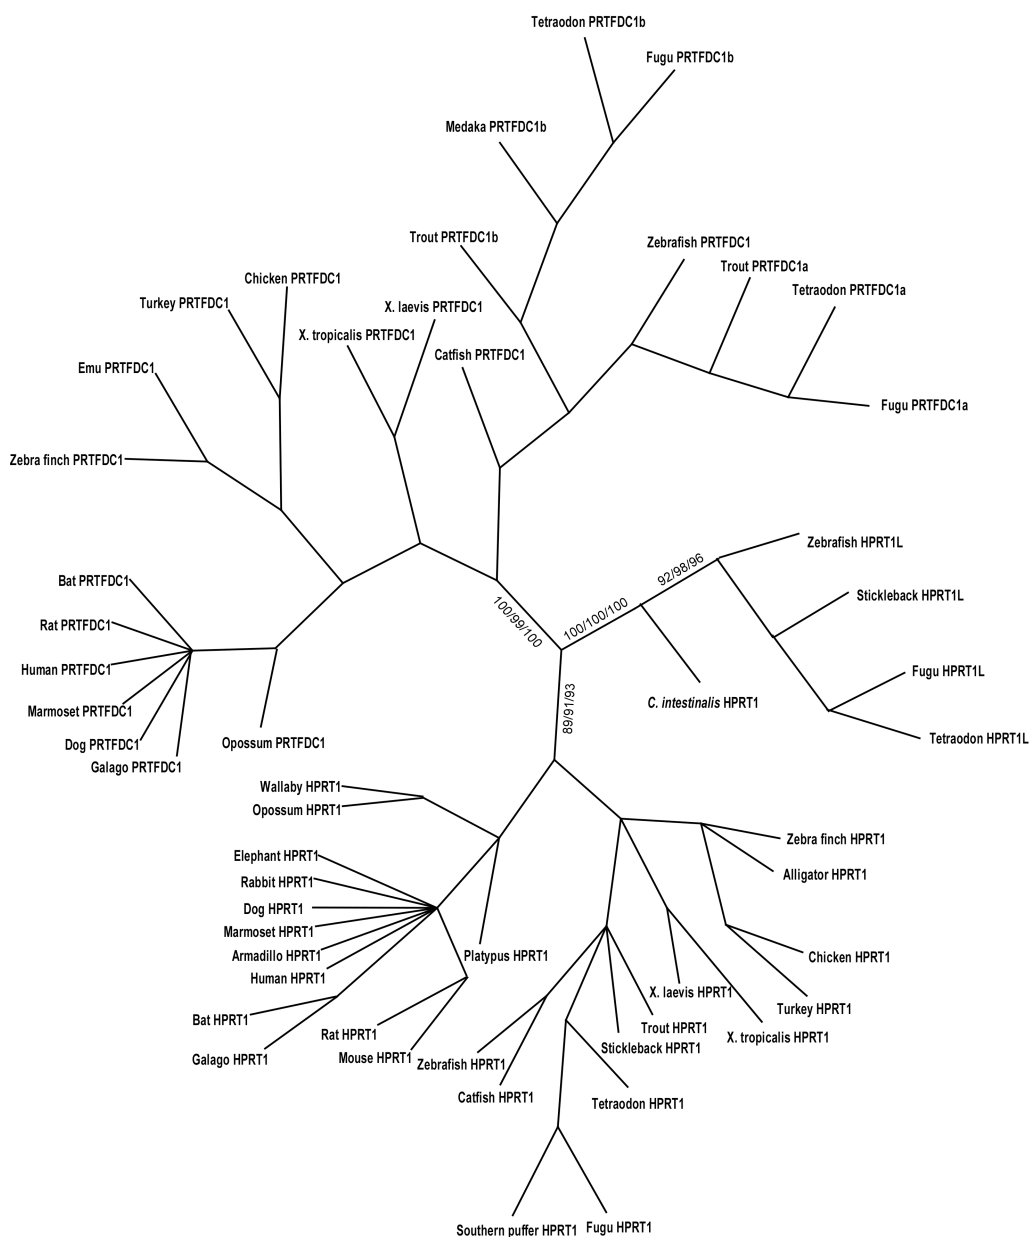 Tetraodon PRTFDC1b
Fugu PRTFDC1b
Medaka PRTFDC1b
Trout PRTFDC1b
Zebrafish PRTFDC1
Trout PRTFDC1a
Tetraodon PRTFDC1a
Fugu PRTFDC1a
Chicken PRTFDC1
Turkey PRTFDC1
X. laevis PRTFDC1
X. tropicalis PRTFDC1
Catfish PRTFDC1
Emu PRTFDC1
Zebra finch PRTFDC1
Bat PRTFDC1
Rat PRTFDC1
Human PRTFDC1
Marmoset PRTFDC1
Dog PRTFDC1
Galago PRTFDC1
Opossum PRTFDC1
100/99/100
100/100/100
92/98/96
89/91/93
Zebrafish HPRT1L
Stickleback HPRT1L
Fugu HPRT1L
Tetraodon HPRT1L
C. intestinalis HPRT1
Wallaby HPRT1
Opossum HPRT1
Elephant HPRT1
Rabbit HPRT1
Dog HPRT1
Marmoset HPRT1
Armadillo HPRT1
Human HPRT1
Bat HPRT1
Galago HPRT1
Rat HPRT1
Mouse HPRT1
Platypus HPRT1
Zebra finch HPRT1
Alligator HPRT1
Chicken HPRT1
Turkey HPRT1
X. laevis HPRT1
X. tropicalis HPRT1
Trout HPRT1
Stickleback HPRT1
Zebrafish HPRT1
Catfish HPRT1
Tetraodon HPRT1
Southern puffer HPRT1
Fugu HPRT1